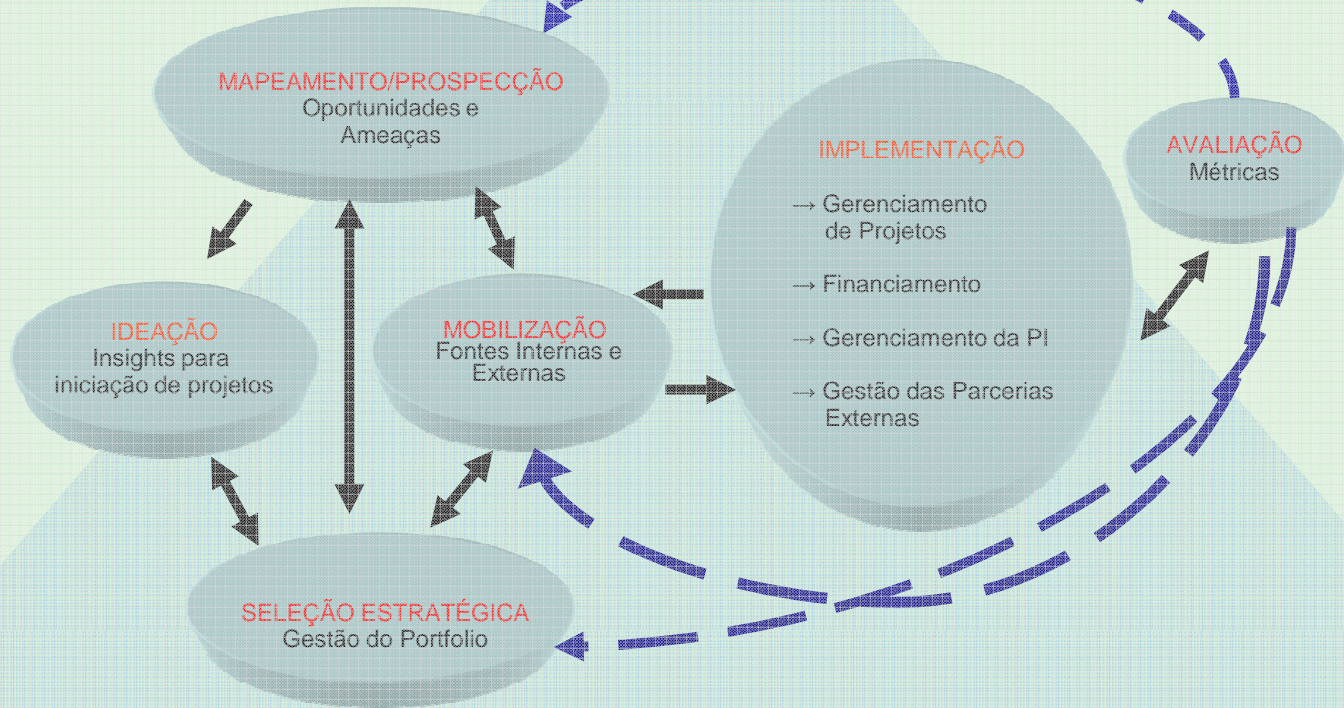 MAPEAMENTO/PROSPECÇÃO
Oportunidades e
Ameaças
IDEAÇÃO
Insights para
iniciação de projetos
MOBILIZAÇÃO
Fontes Internas e
Externas
SELEÇÃO ESTRATÉGICA
Gestão do Portfolio
IMPLEMENTAÇÃO
→ Gerenciamento
de Projetos
→ Financiamento
→ Gerenciamento da PI
→ Gestão das Parcerias
Externas
AVALIAÇÃO
Métricas